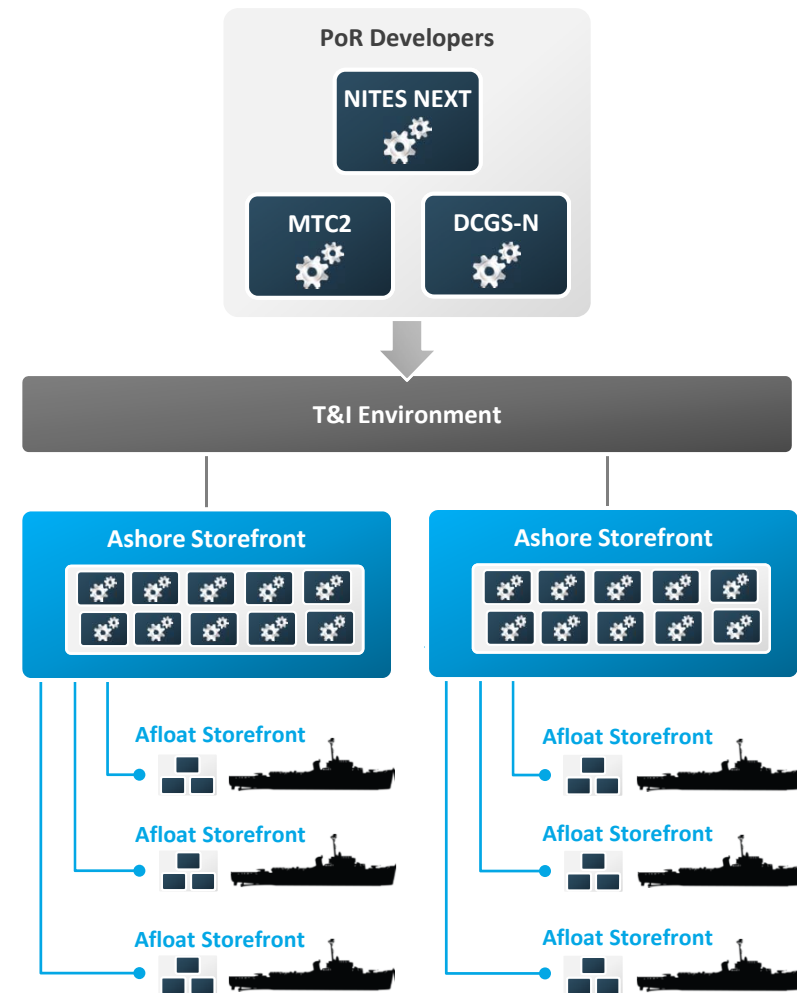 PoR Developers
NITES NEXT
MTC2
DCGS-N
T&I Environment
Ashore Storefront
Ashore Storefront
Afloat Storefront
Afloat Storefront
Afloat Storefront
Afloat Storefront
Afloat Storefront
Afloat Storefront